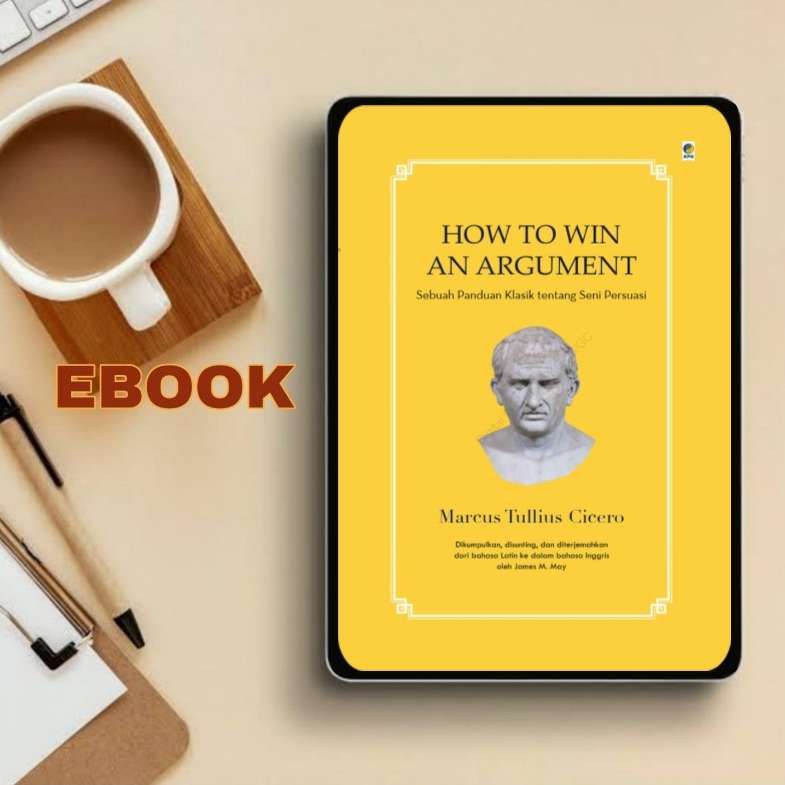 EBOOK
HOW TO WIN
AN ARGUMENT
Sebuah Panduan Klasik tentang Seni Persuasi
Marcus Tullius Cicero
Dikumpulkan, disunting, dan diterjemahkan
dari bahasa Latin ke dalam bahasa Inggris
oleh James M. May